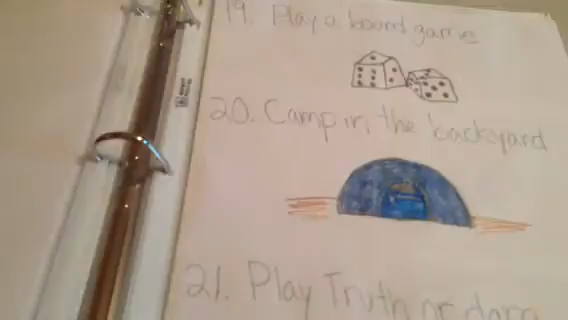 19. Play a board game
20. Camp in the backyard
21. Play Truth or dare